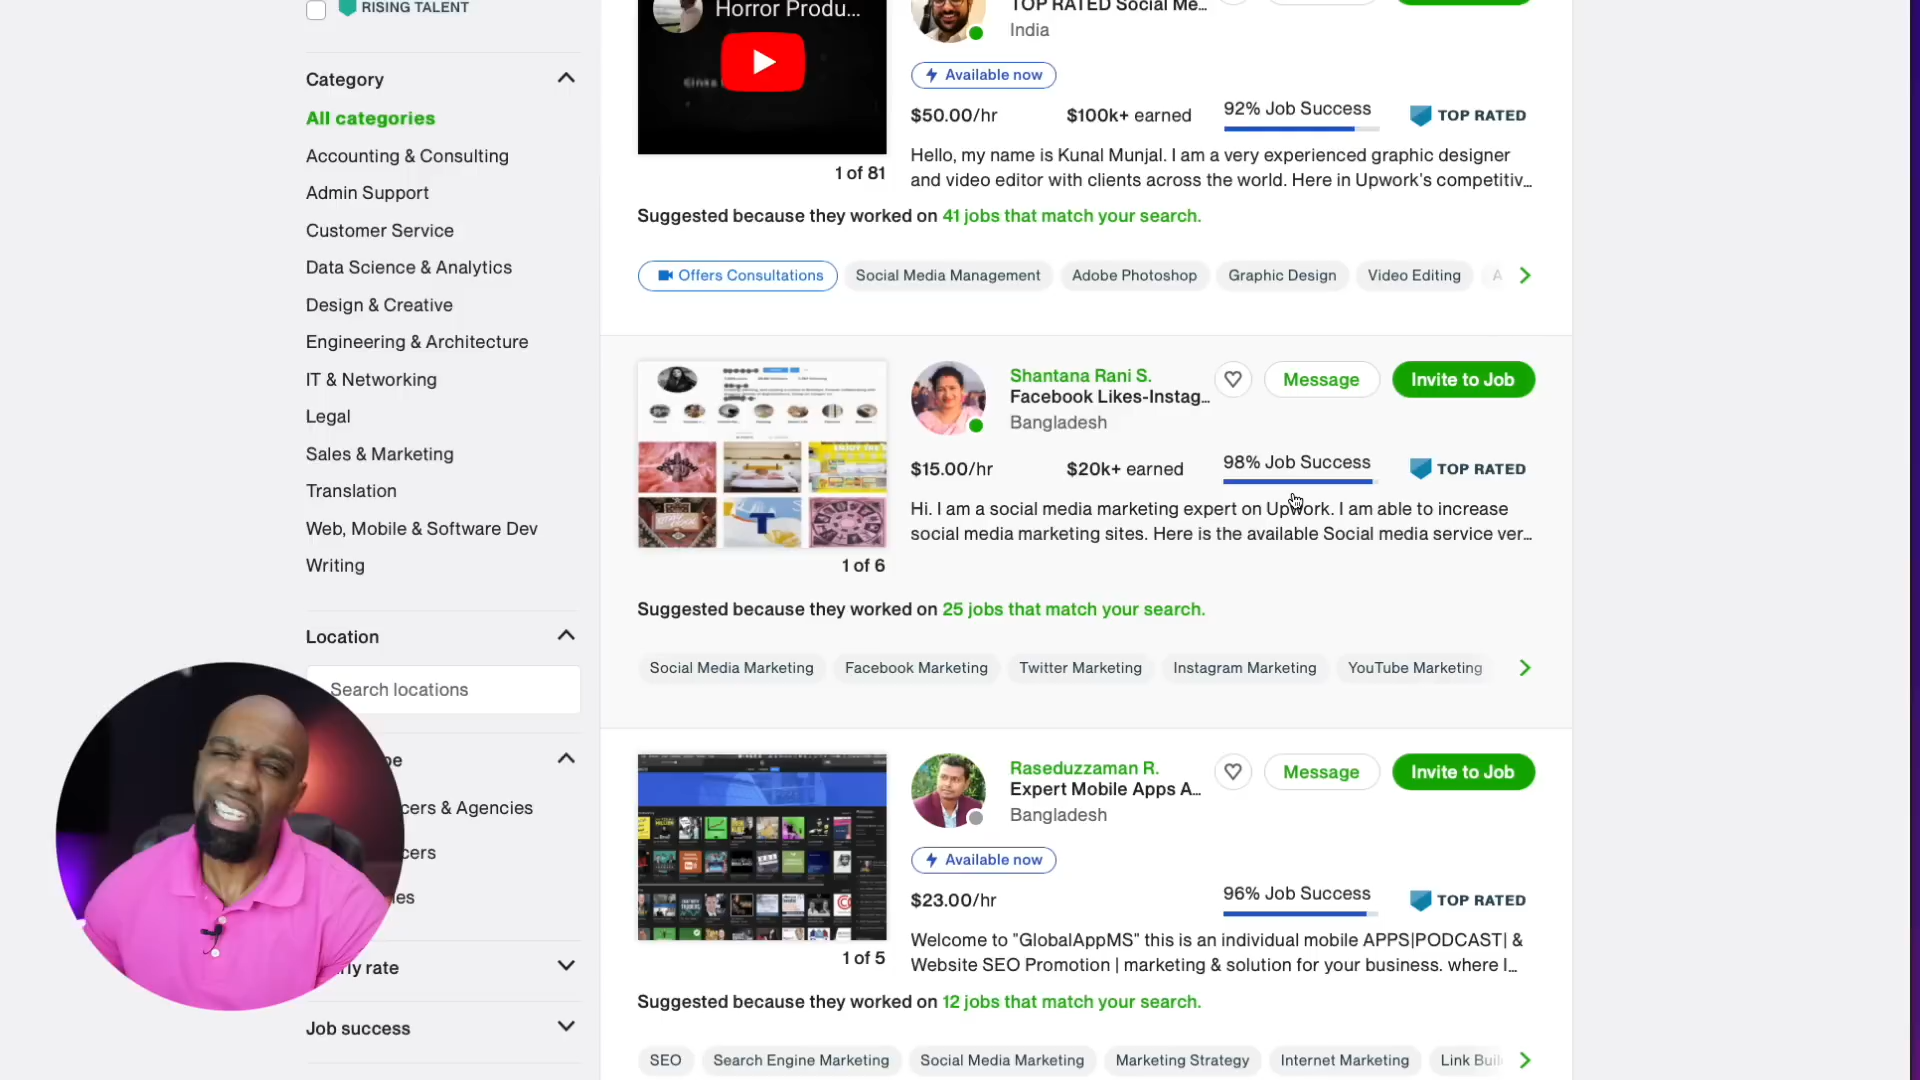 RISING TALENT
Category
All categories
Accounting & Consulting
Admin Support
Customer Service
Data Science & Analytics
Design & Creative
Engineering & Architecture
IT & Networking
Legal
Sales & Marketing
Translation
Web, Mobile & Software Dev
Writing
Location
Search locations
pe
cers & Agencies
cers
ies
rly rate
Job success
Horror Produ...
1 of 81
TOP RATED Social Me...
India
Available now
$50.00/hr
$100k+ earned
92% Job Success
TOP RATED
Hello, my name is Kunal Munjal. I am a very experienced graphic designer
and video editor with clients across the world. Here in Upwork's competitiv...
Suggested because they worked on 41 jobs that match your search.
Offers Consultations
Social Media Management
Adobe Photoshop
Graphic Design
Video Editing
A
Shantana Rani S.
Facebook Likes-Instag...
Bangladesh
Message
Invite to Job
$15.00/hr
$20k+ earned
98% Job Success
TOP RATED
Hi. I am a social media marketing expert on Upwork. I am able to increase
social media marketing sites. Here is the available Social media service ver...
1 of 6
Suggested because they worked on 25 jobs that match your search.
Social Media Marketing
Facebook Marketing
Twitter Marketing
Instagram Marketing
YouTube Marketing
Raseduzzaman R.
Expert Mobile Apps A...
Bangladesh
Message
Invite to Job
Available now
$23.00/hr
96% Job Success
TOP RATED
Welcome to "GlobalAppMS" this is an individual mobile APPS|PODCAST| &
Website SEO Promotion | marketing & solution for your business. where I...
1 of 5
Suggested because they worked on 12 jobs that match your search.
SEO
Search Engine Marketing
Social Media Marketing
Marketing Strategy
Internet Marketing
Link Buil